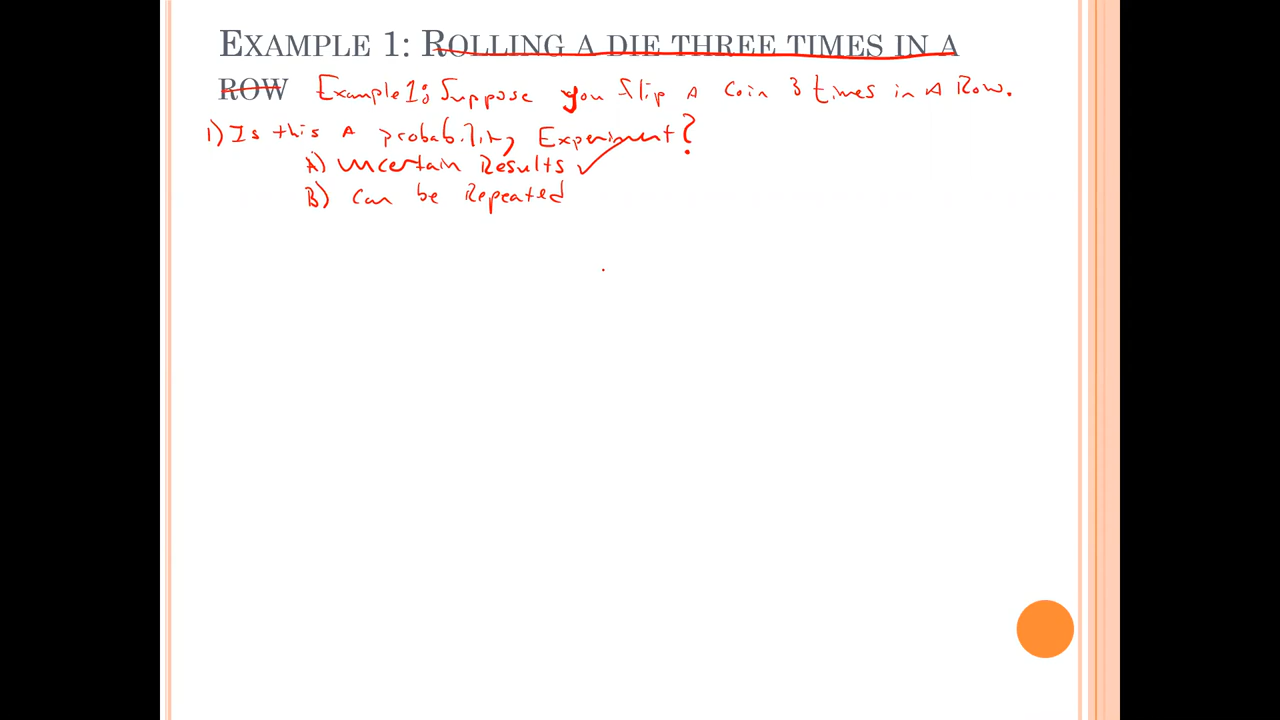 EXAMPLE 1: ROLLING A DIE THREE TIMES IN A
ROW Example 1: Suppose you flip A coin 3 times in A Row.
1) Is this A probability Experiment?
A) uncertain Results ✓
B) Can be Repeated